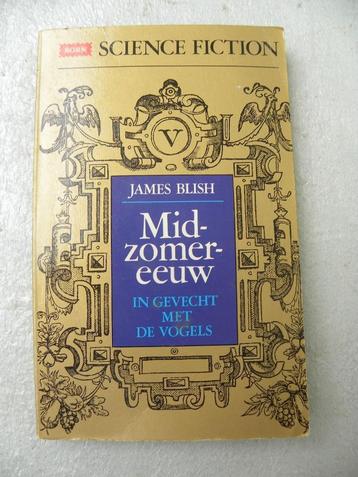 BORN
SCIENCE FICTION
V
JAMES BLISH
Mid-
zomer-
eeuw
IN GEVECHT
MET
DE VOGELS